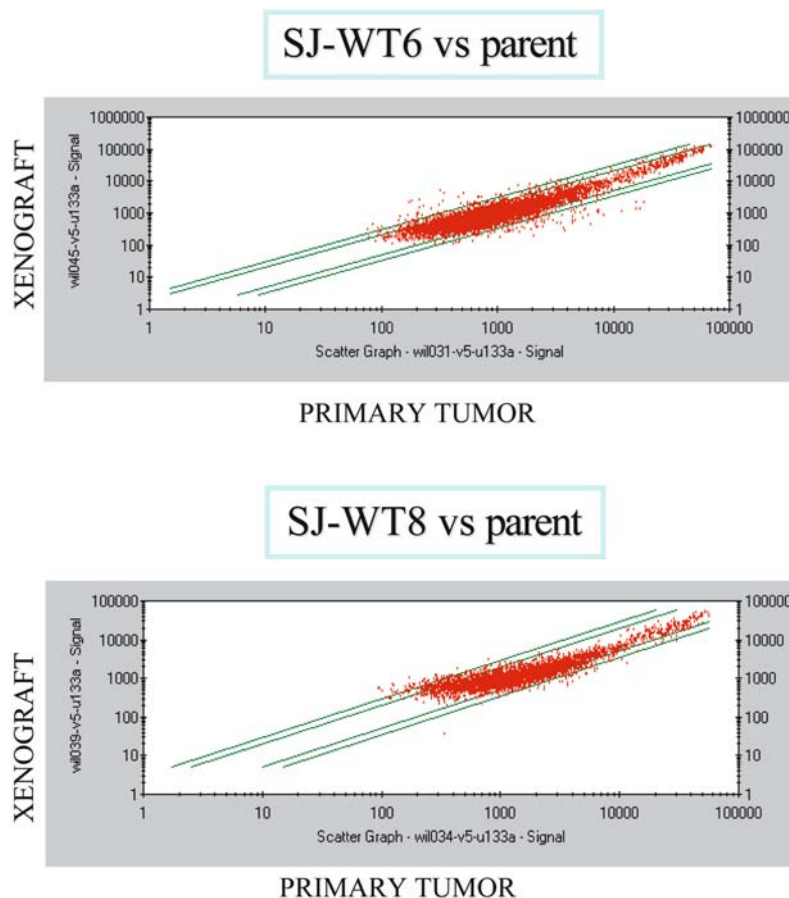 SJ-WT6 vs parent
XENOGRAFT
wil045-v5-u133a - Signal
1000000
100000
10000
1000
100
10
1
1000000
100000
10000
1000
100
10
1
1 10 100 1000 10000 100000
Scatter Graph - wil031-v5-u133a - Signal
PRIMARY TUMOR
SJ-WT8 vs parent
XENOGRAFT
wil039-v5-u133a - Signal
100000
10000
1000
100
10
1
100000
10000
1000
100
10
1
1 10 100 1000 10000 100000
Scatter Graph - wil034-v5-u133a - Signal
PRIMARY TUMOR